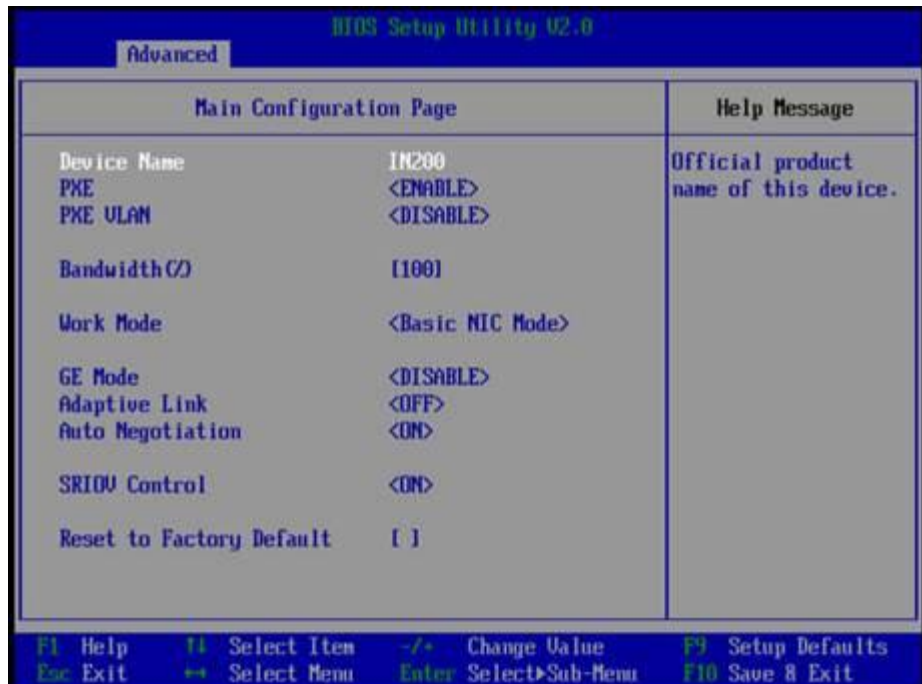 BIOS Setup Utility V2.0
Advanced
Main Configuration Page
Help Message
Device Name IN200
PXE <ENABLE>
PXE VLAN <DISABLE>
Bandwidth(%) [100]
Work Mode <Basic NIC Mode>
GE Mode <DISABLE>
Adaptive Link <OFF>
Auto Negotiation <ON>
SRIOV Control <ON>
Reset to Factory Default [ ]
Official product
name of this device.
F1 Help ↑↓ Select Item -/+ Change Value F9 Setup Defaults
Esc Exit ↔ Select Menu Enter Select▶Sub-Menu F10 Save & Exit